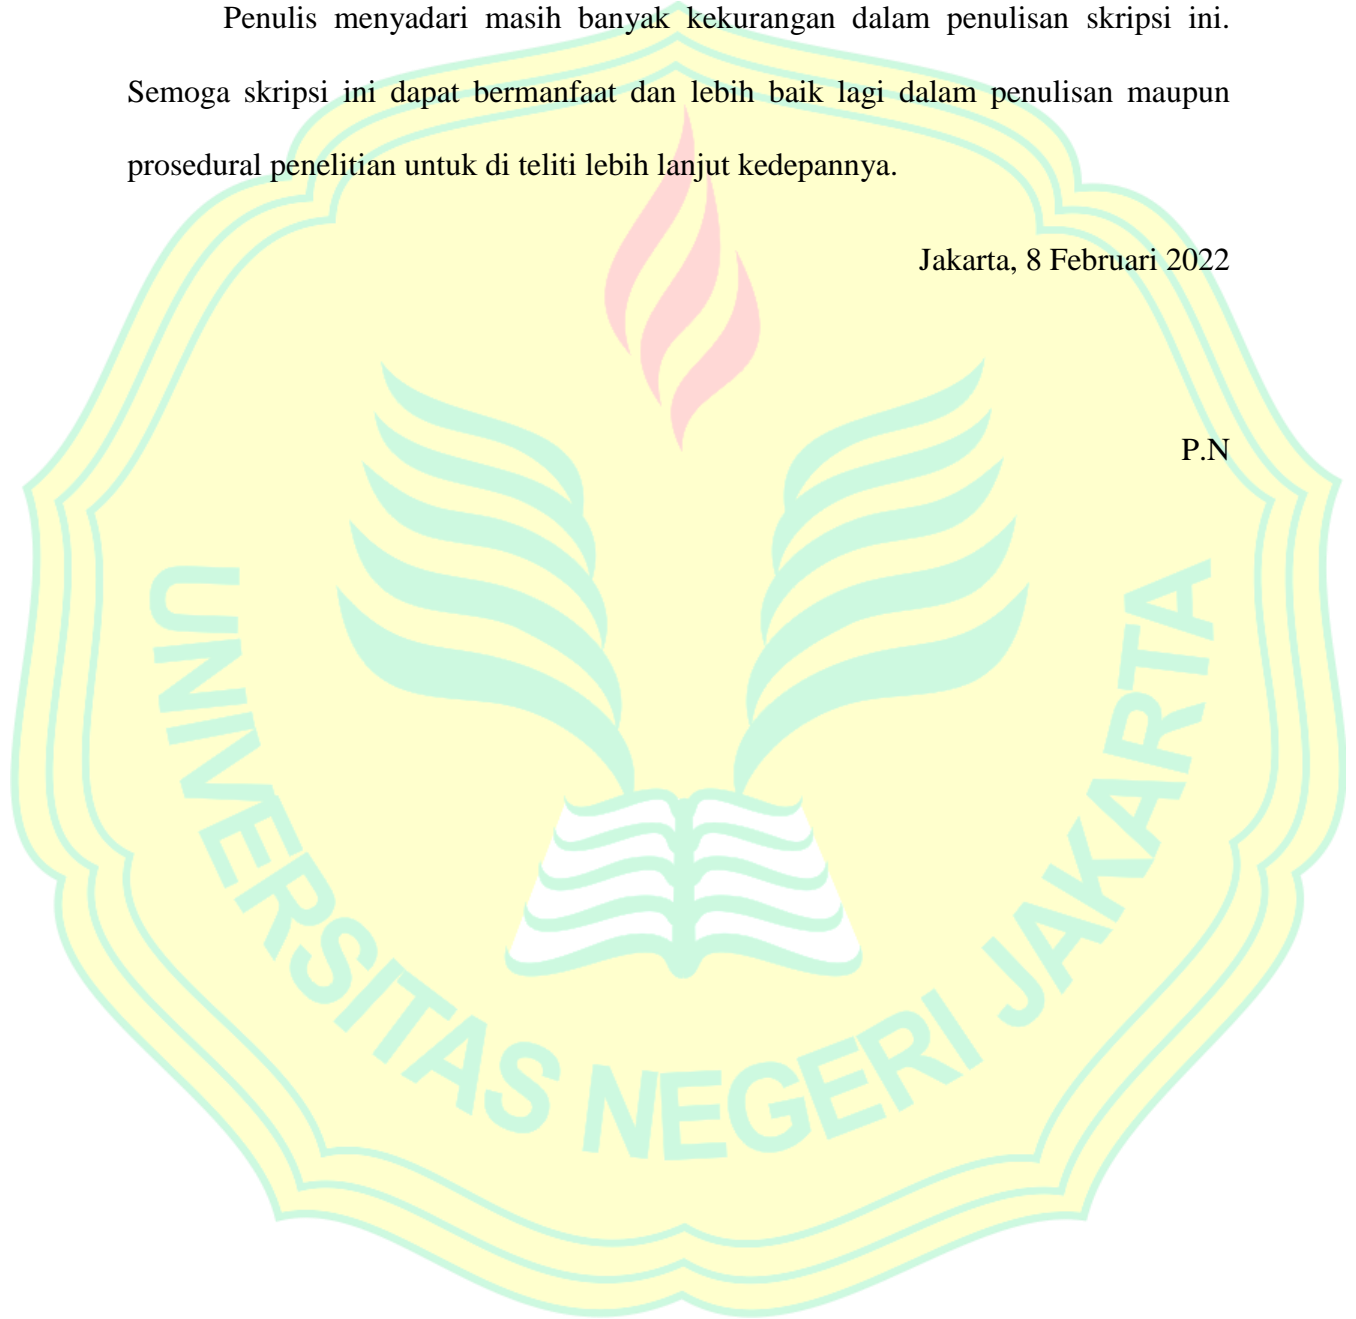 Penulis menyadari masih banyak kekurangan dalam penulisan skripsi ini.
Semoga skripsi ini dapat bermanfaat dan lebih baik lagi dalam penulisan maupun
prosedural penelitian untuk di teliti lebih lanjut kedepannya.
Jakarta, 8 Februari 2022
P.N
UNIVERSITAS NEGERI JAKARTA